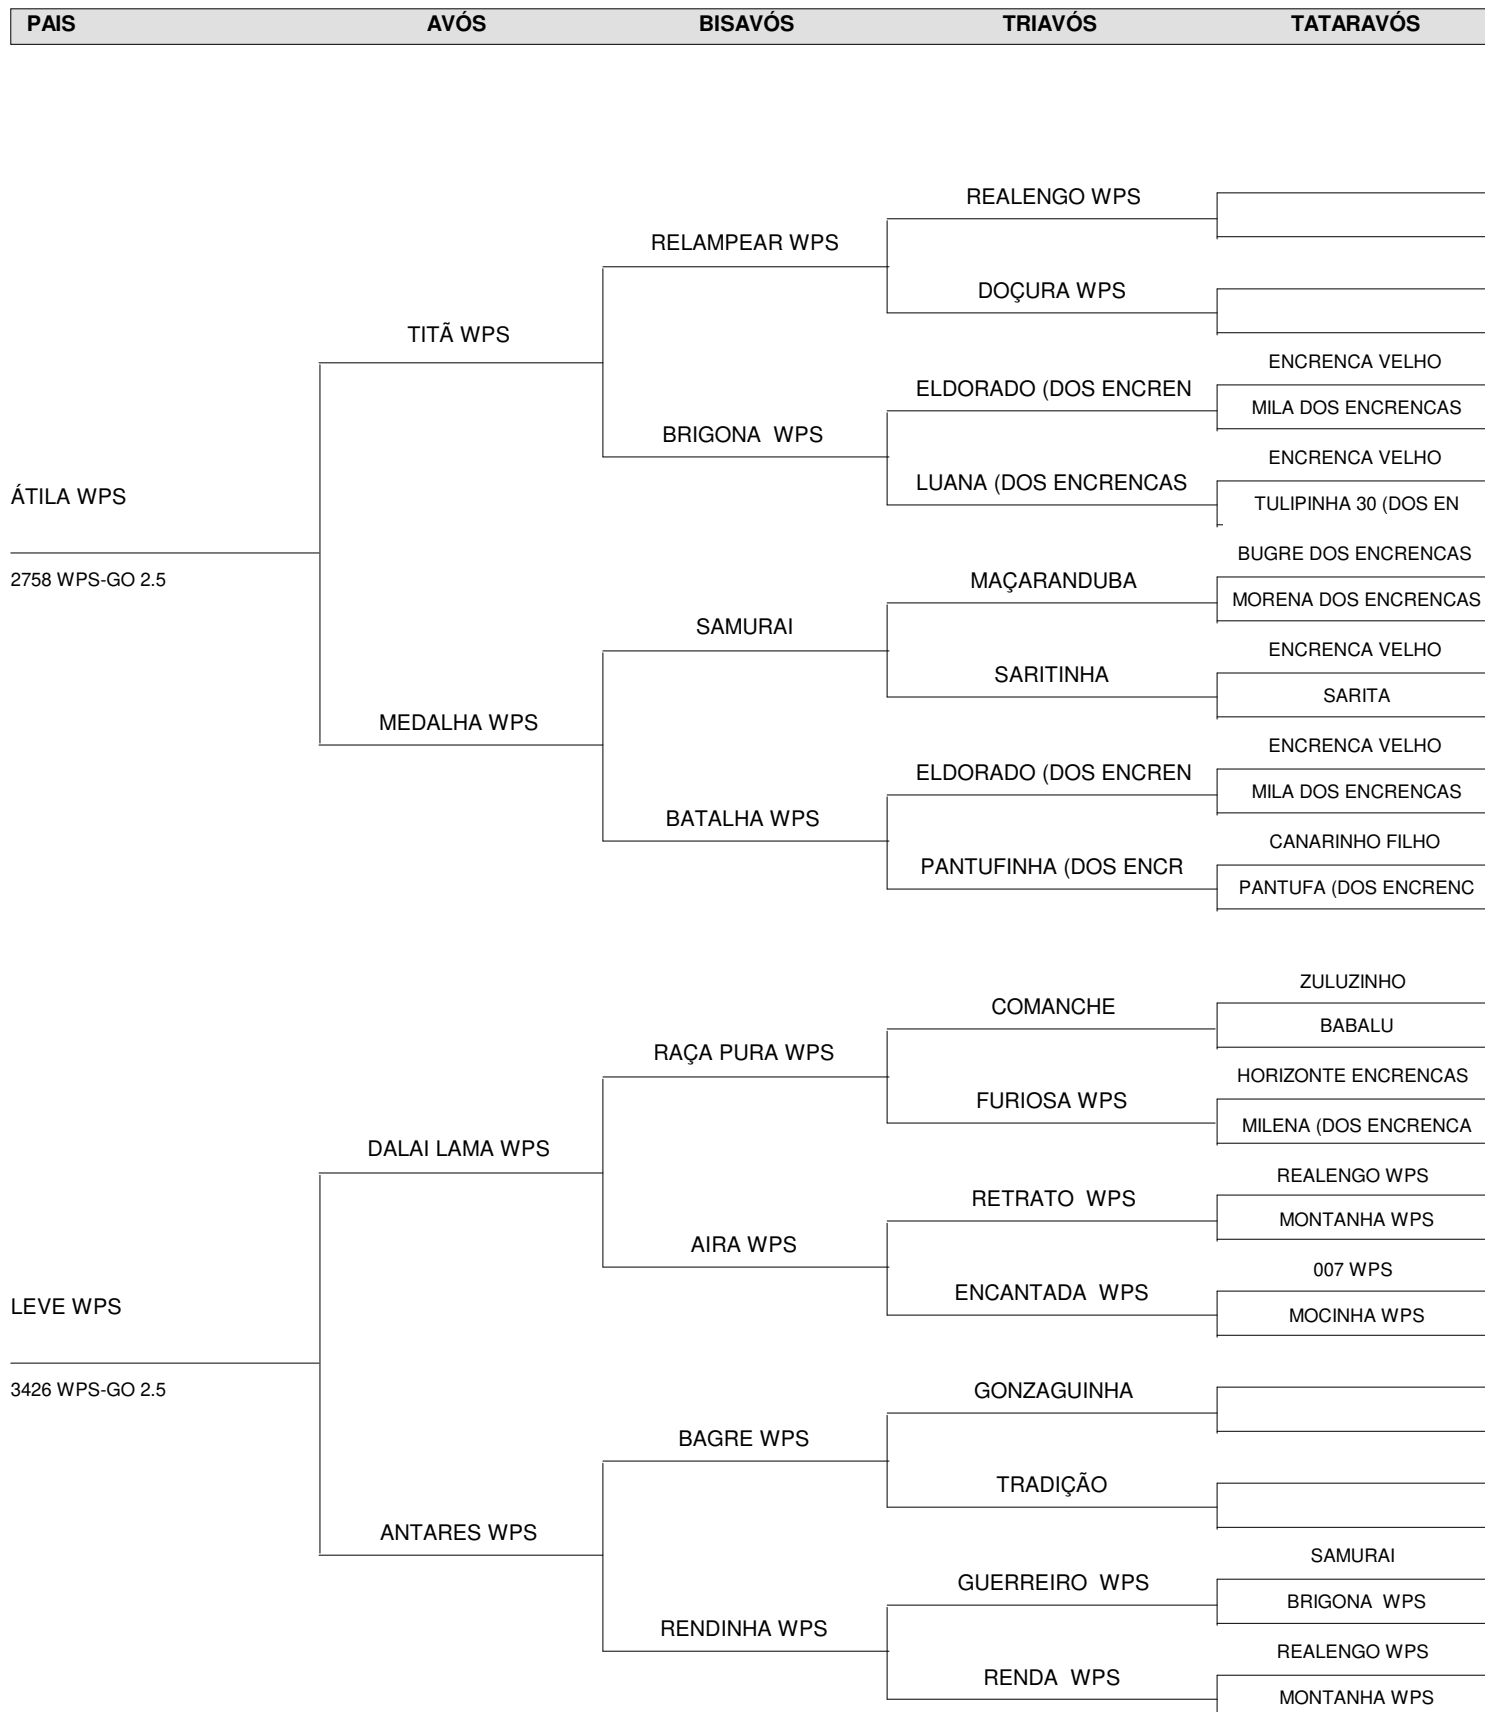 PAIS AVÓS BISAVÓS TRIAVÓS TATARAVÓS
REALENGO WPS
RELAMPEAR WPS
DOÇURA WPS
TITÃ WPS
ENCRENCA VELHO
ELDORADO (DOS ENCREN
MILA DOS ENCRENCAS
BRIGONA WPS
ENCRENCA VELHO
LUANA (DOS ENCRENCAS
ÁTILA WPS
TULIPINHA 30 (DOS EN
BUGRE DOS ENCRENCAS
2758 WPS-GO 2.5
MAÇARANDUBA
MORENA DOS ENCRENCAS
SAMURAI
ENCRENCA VELHO
SARITINHA
SARITA
MEDALHA WPS
ENCRENCA VELHO
ELDORADO (DOS ENCREN
MILA DOS ENCRENCAS
BATALHA WPS
CANARINHO FILHO
PANTUFINHA (DOS ENCR
PANTUFA (DOS ENCRENC
ZULUZINHO
COMANCHE
BABALU
RAÇA PURA WPS
HORIZONTE ENCRENCAS
FURIOSA WPS
MILENA (DOS ENCRENCA
DALAI LAMA WPS
REALENGO WPS
RETRATO WPS
MONTANHA WPS
AIRA WPS
007 WPS
ENCANTADA WPS
LEVE WPS
MOCINHA WPS
3426 WPS-GO 2.5
GONZAGUINHA
BAGRE WPS
TRADIÇÃO
ANTARES WPS
SAMURAI
GUERREIRO WPS
BRIGONA WPS
RENDINHA WPS
REALENGO WPS
RENDA WPS
MONTANHA WPS